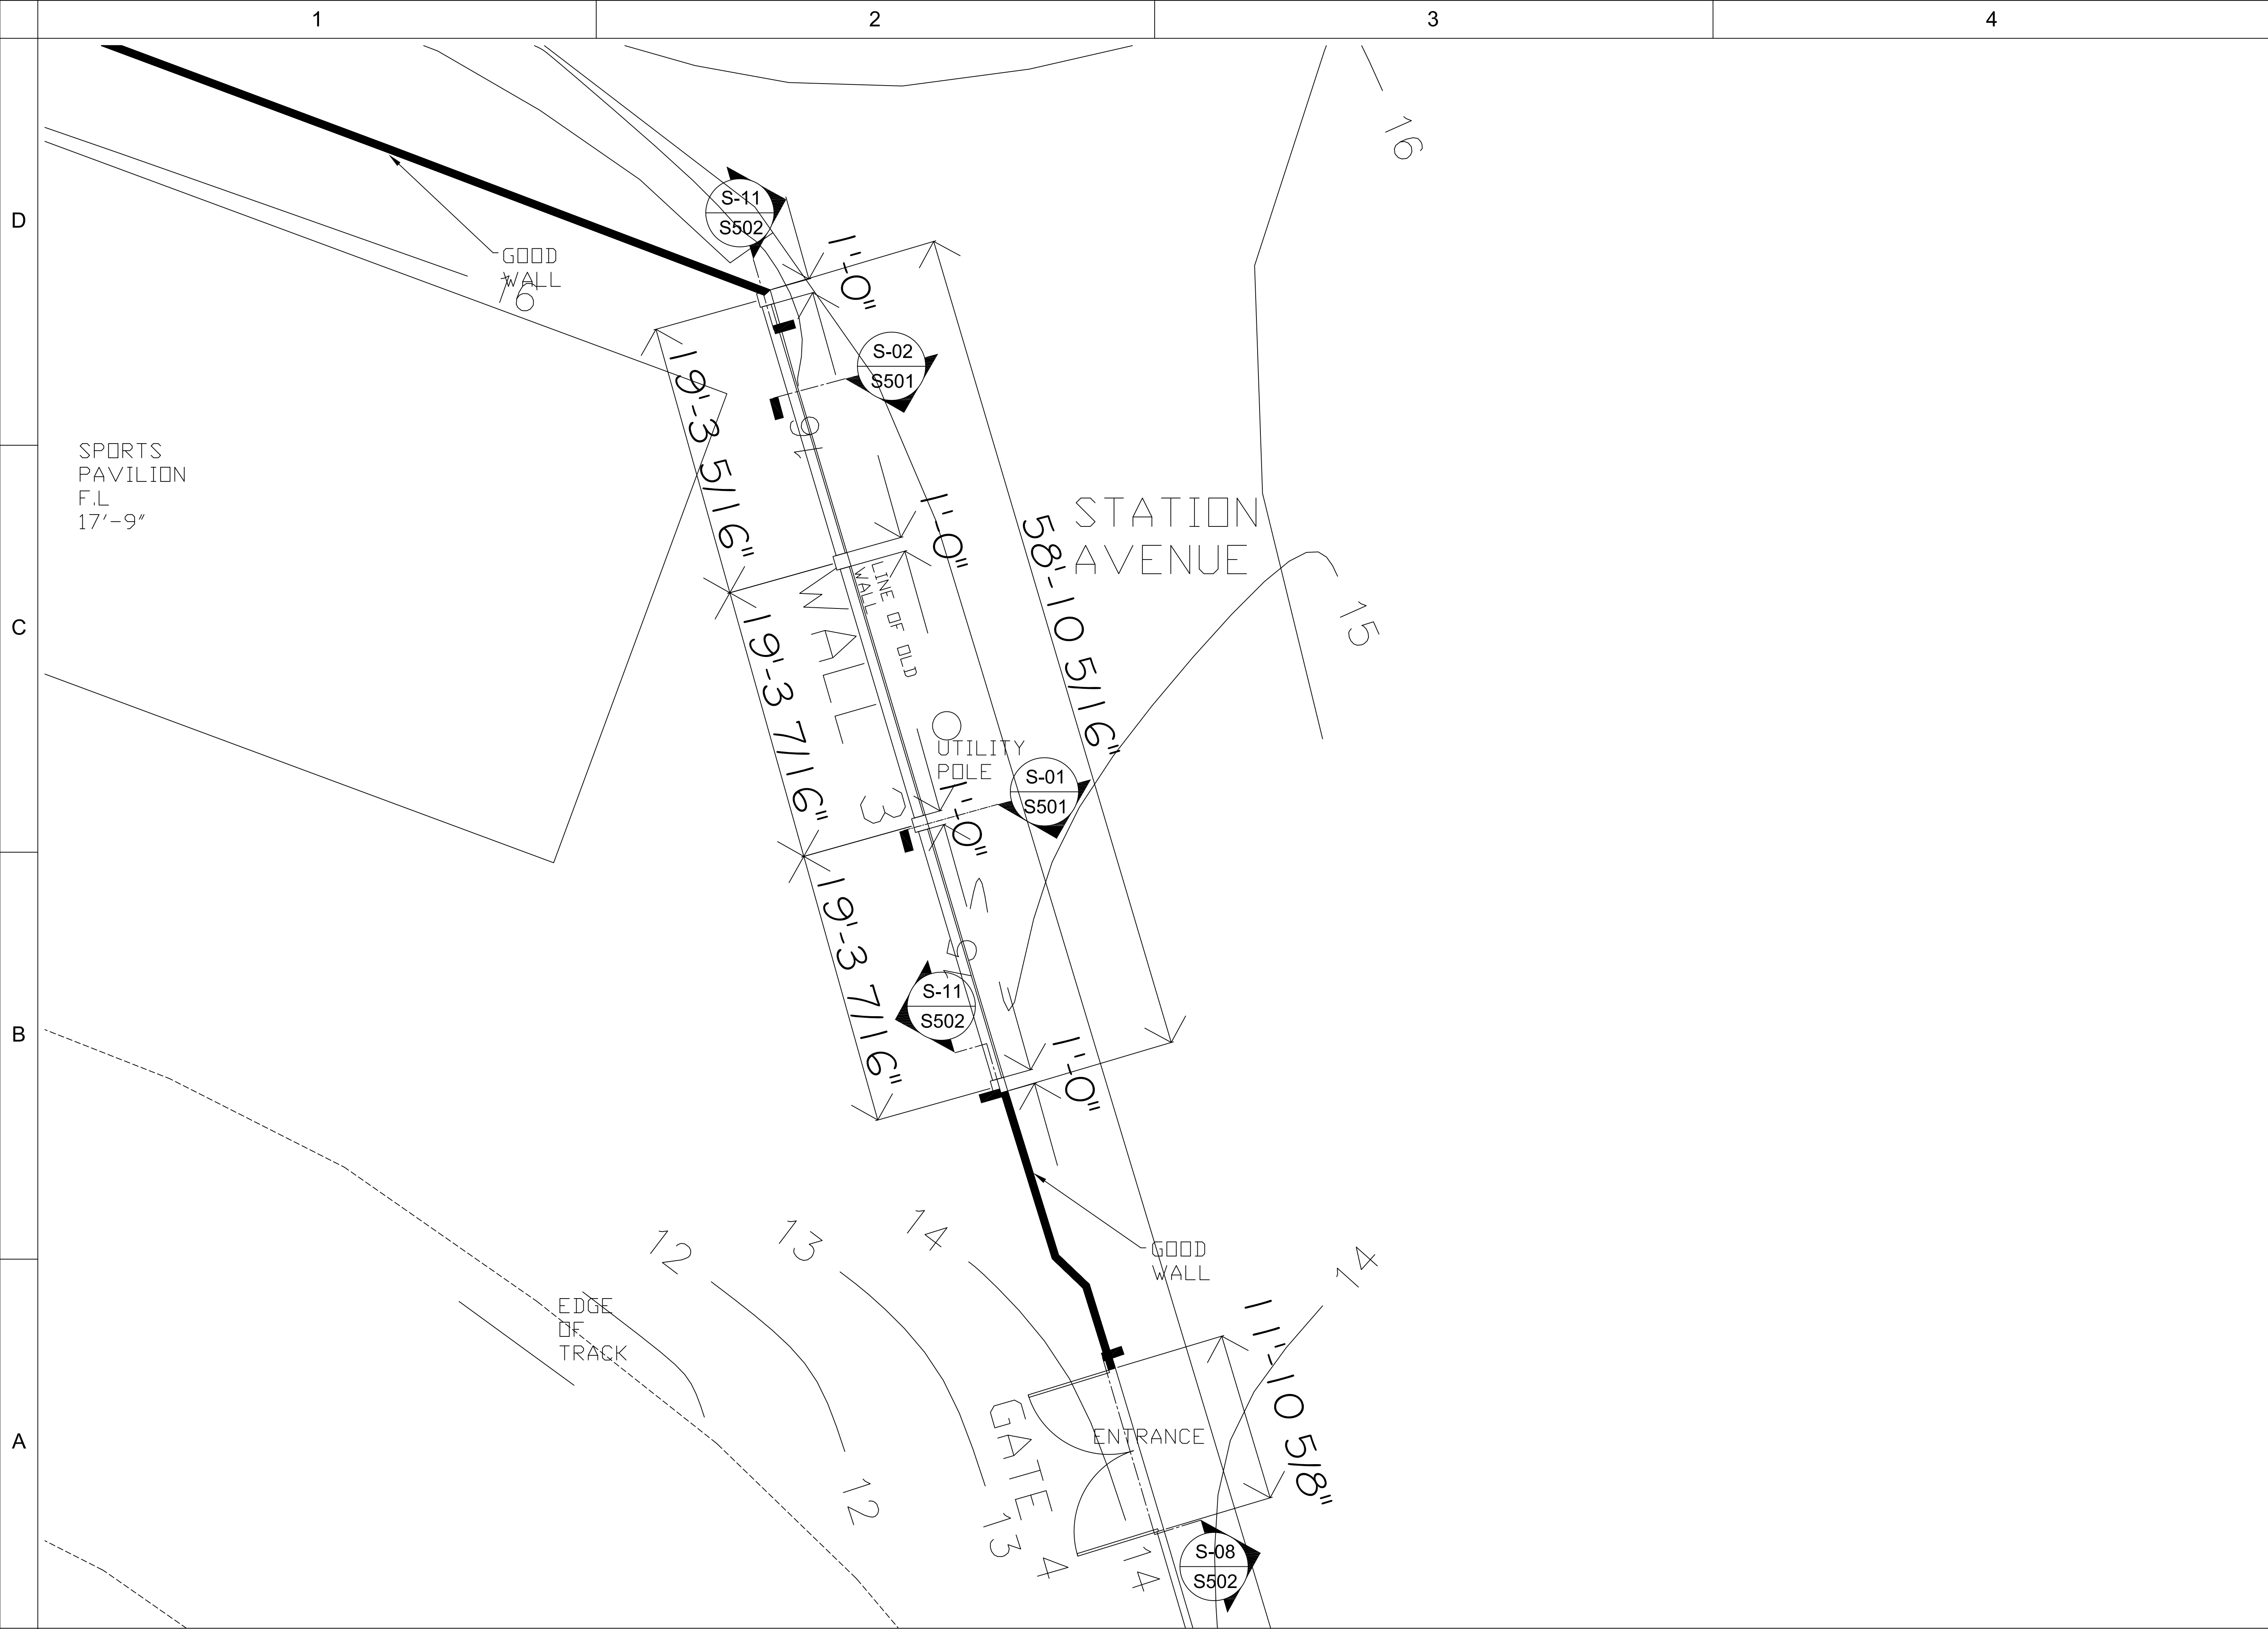 1
2
3
4
D
C
B
A
16
S-11
S502
GOOD
WALL
16
1'-0"
S-02
S501
19'-3 5/16"
16
SPORTS
PAVILION
F.L
17'-9"
STATION
AVENUE
1'-0"
58'-10 5/16"
LINE OF OLD
WALL
WALL 3
15
19'-3 7/16"
UTILITY
POLE
S-01
S501
1'-0"
19'-3 7/16"
15
S-11
S502
1'-0"
12
13
14
GOOD
WALL
14
EDGE
OF
TRACK
11'-10 5/8"
ENTRANCE
GATE 4
12
13
14
S-08
S502